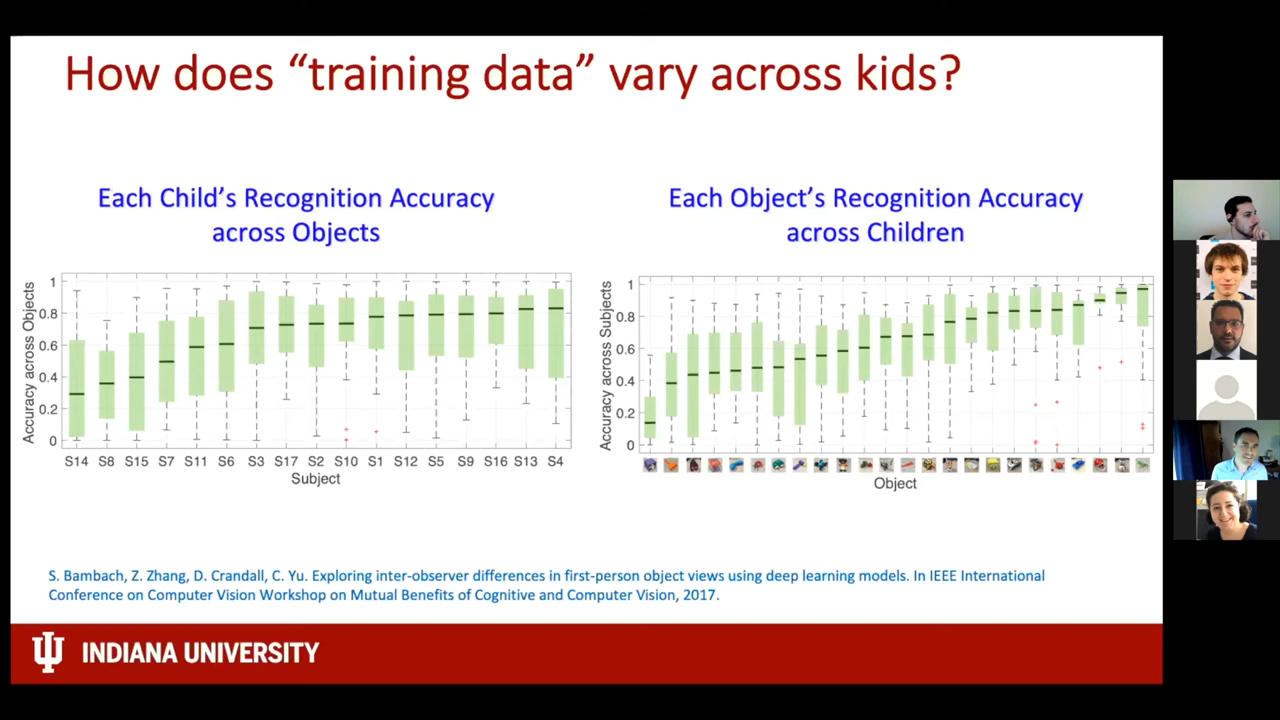 How does “training data” vary across kids?
Each Child’s Recognition Accuracy
across Objects
Accuracy across Objects
1
0.8
0.6
0.4
0.2
0
S14 S8 S15 S7 S11 S6 S3 S17 S2 S10 S1 S12 S5 S9 S16 S13 S4
Subject
Each Object’s Recognition Accuracy
across Children
Accuracy across Subjects
1
0.8
0.6
0.4
0.2
0
Object
S. Bambach, Z. Zhang, D. Crandall, C. Yu. Exploring inter-observer differences in first-person object views using deep learning models. In IEEE International
Conference on Computer Vision Workshop on Mutual Benefits of Cognitive and Computer Vision, 2017.
INDIANA UNIVERSITY